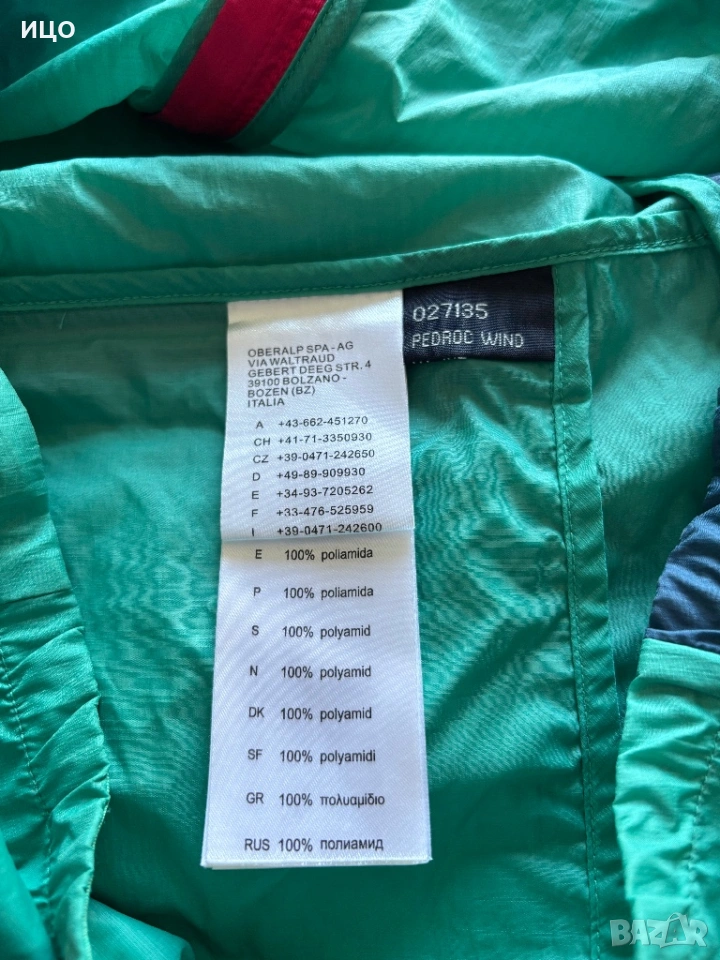 ИЦО
027135
PEDROC WIND
OBERALP SPA - AG
VIA WALTRAUD
GEBERT DEEG STR. 4
39100 BOLZANO -
BOZEN (BZ)
ITALIA
A +43-662-451270
CH +41-71-3350930
CZ +39-0471-242650
D +49-89-909930
E +34-93-7205262
F +33-476-525959
I +39-0471-242600
E 100% poliamida
P 100% poliamida
S 100% polyamid
N 100% polyamid
DK 100% polyamid
SF 100% polyamidi
GR 100% πολυαμίδιο
RUS 100% полиамид
BAZAR